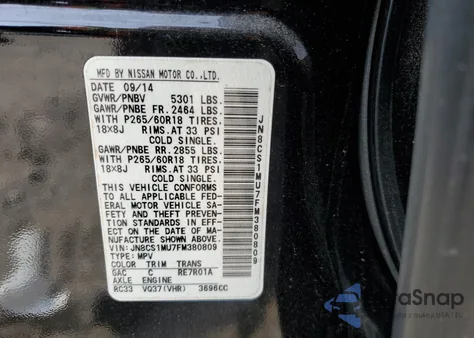 MFD BY NISSAN MOTOR CO.,LTD.
DATE 09/14
GVWR/PNBV 5301 LBS.
GAWR/PNBE FR. 2464 LBS.
WITH P265/60R18 TIRES,
18x8J RIMS.AT 33 PSI
COLD SINGLE.
GAWR/PNBE RR. 2855 LBS.
WITH P265/60R18 TIRES,
18x8J RIMS.AT 33 PSI
COLD SINGLE.
THIS VEHICLE CONFORMS
TO ALL APPLICABLE FED-
ERAL MOTOR VEHICLE SA-
FETY AND THEFT PREVEN-
TION STANDARDS IN EFF-
ECT ON THE DATE OF MA-
NUFACTURE SHOWN ABOVE.
VIN: JN8CS1MU7FM380809
TYPE: MPV
COLOR TRIM TRANS
GAC C RE7R01A
AXLE ENGINE
RC33 VQ37(VHR) 3696CC
JN8CS1MU7FM380809